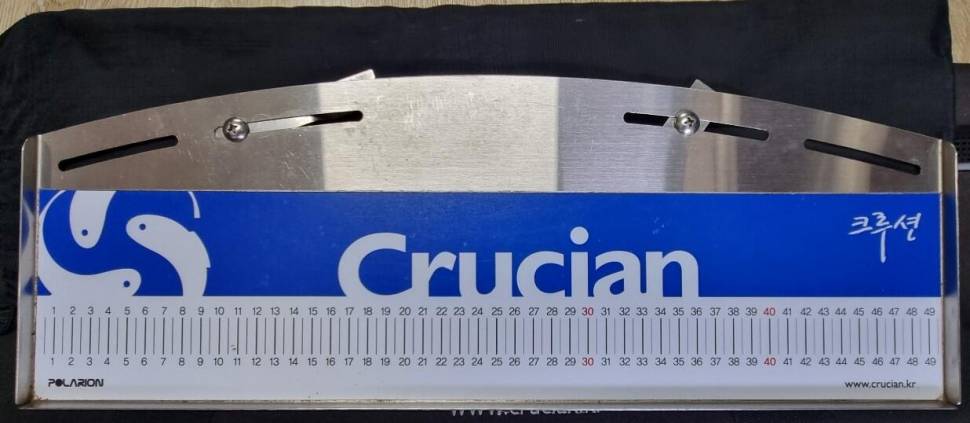 크루션
Crucian
1 2 3 4 5 6 7 8 9 10 11 12 13 14 15 16 17 18 19 20 21 22 23 24 25 26 27 28 29 30 31 32 33 34 35 36 37 38 39 40 41 42 43 44 45 46 47 48 49
1 2 3 4 5 6 7 8 9 10 11 12 13 14 15 16 17 18 19 20 21 22 23 24 25 26 27 28 29 30 31 32 33 34 35 36 37 38 39 40 41 42 43 44 45 46 47 48 49
POLARION www.crucian.kr